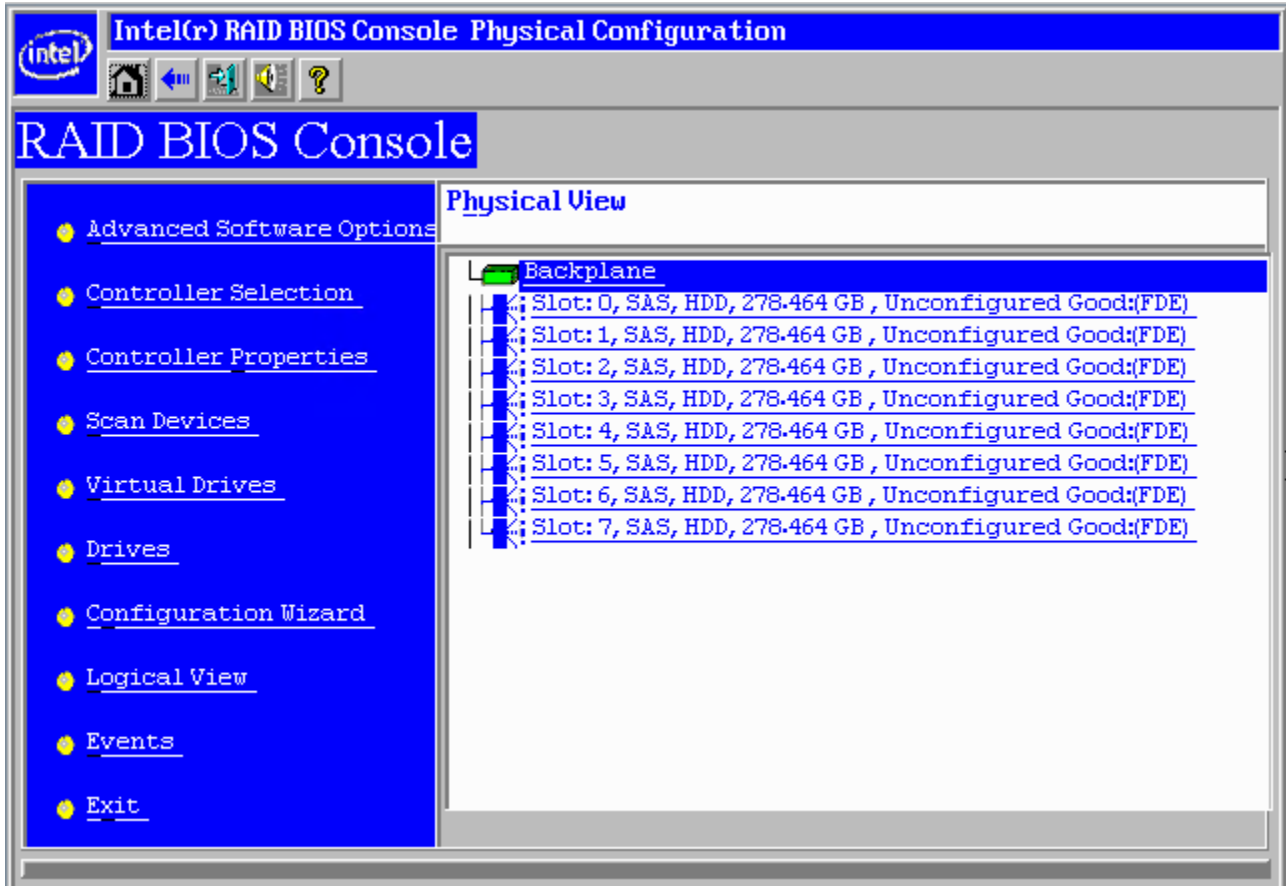 intel
Intel(r) RAID BIOS Console Physical Configuration
?
RAID BIOS Console
Advanced Software Options
Controller Selection
Controller Properties
Scan Devices
Virtual Drives
Drives
Configuration Wizard
Logical View
Events
Exit
Physical View
Backplane
Slot: 0, SAS, HDD, 278.464 GB , Unconfigured Good:(FDE)
Slot: 1, SAS, HDD, 278.464 GB , Unconfigured Good:(FDE)
Slot: 2, SAS, HDD, 278.464 GB , Unconfigured Good:(FDE)
Slot: 3, SAS, HDD, 278.464 GB , Unconfigured Good:(FDE)
Slot: 4, SAS, HDD, 278.464 GB , Unconfigured Good:(FDE)
Slot: 5, SAS, HDD, 278.464 GB , Unconfigured Good:(FDE)
Slot: 6, SAS, HDD, 278.464 GB , Unconfigured Good:(FDE)
Slot: 7, SAS, HDD, 278.464 GB , Unconfigured Good:(FDE)